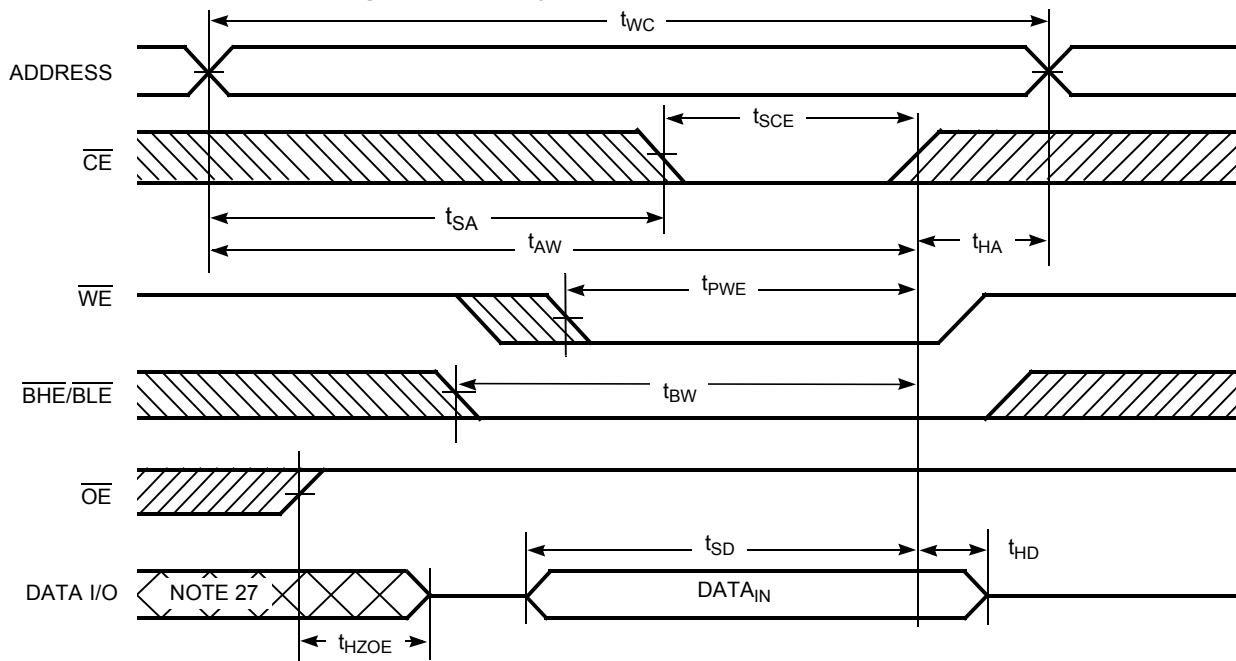 tWC
ADDRESS
tSCE
CE
tSA
tAW
tHA
WE
tPWE
BHE/BLE
tBW
OE
tSD
tHD
DATA I/O
NOTE 27
DATAIN
tHZOE